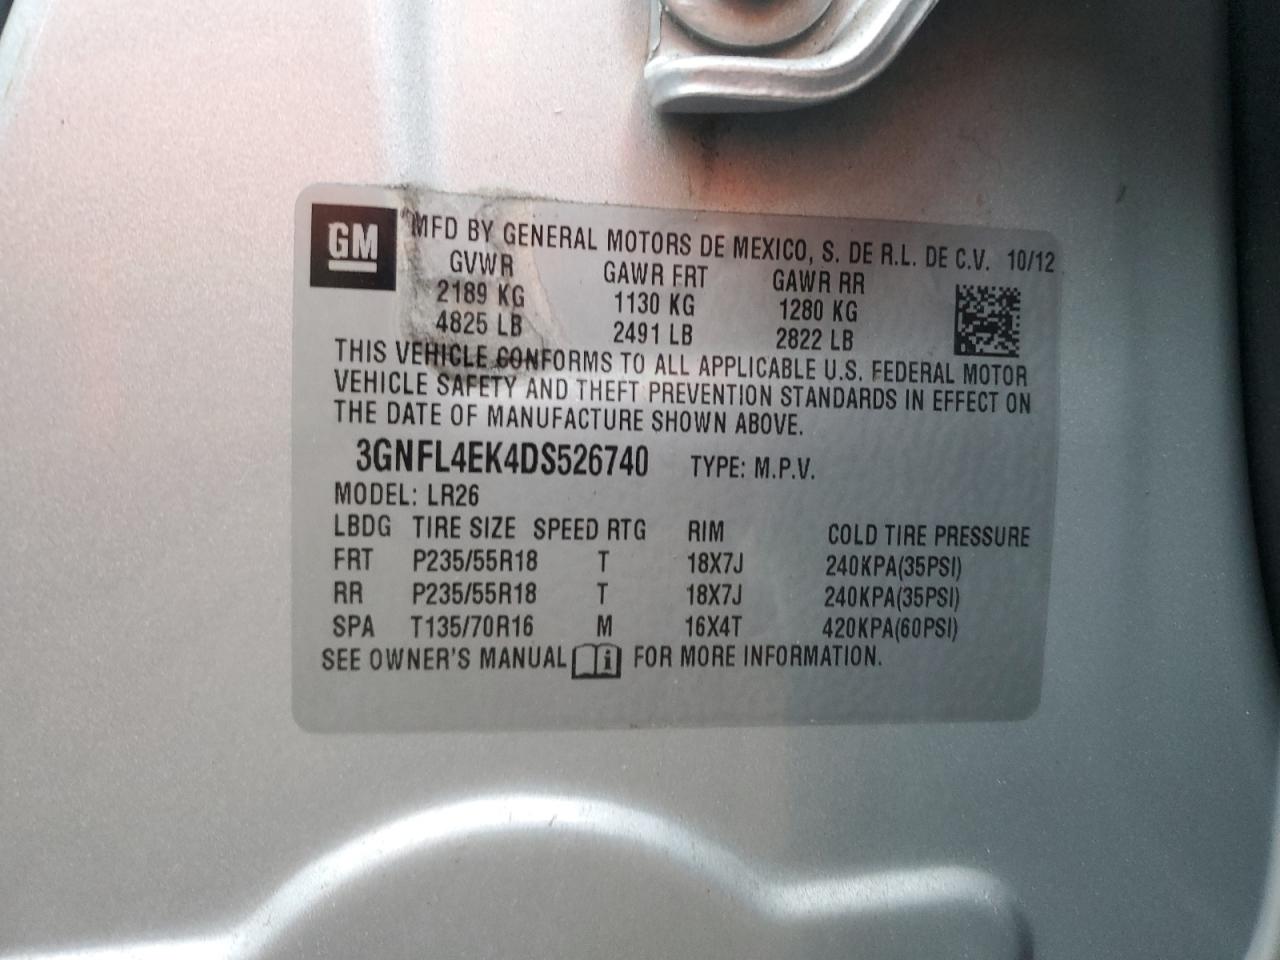 GM
MFD BY GENERAL MOTORS DE MEXICO, S. DE R.L. DE C.V. 10/12
GVWR GAWR FRT GAWR RR
2189 KG 1130 KG 1280 KG
4825 LB 2491 LB 2822 LB
THIS VEHICLE CONFORMS TO ALL APPLICABLE U.S. FEDERAL MOTOR
VEHICLE SAFETY AND THEFT PREVENTION STANDARDS IN EFFECT ON
THE DATE OF MANUFACTURE SHOWN ABOVE.
3GNFL4EK4DS526740 TYPE: M.P.V.
MODEL: LR26
LBDG TIRE SIZE SPEED RTG RIM COLD TIRE PRESSURE
FRT P235/55R18 T 18X7J 240KPA(35PSI)
RR P235/55R18 T 18X7J 240KPA(35PSI)
SPA T135/70R16 M 16X4T 420KPA(60PSI)
SEE OWNER'S MANUAL i FOR MORE INFORMATION.